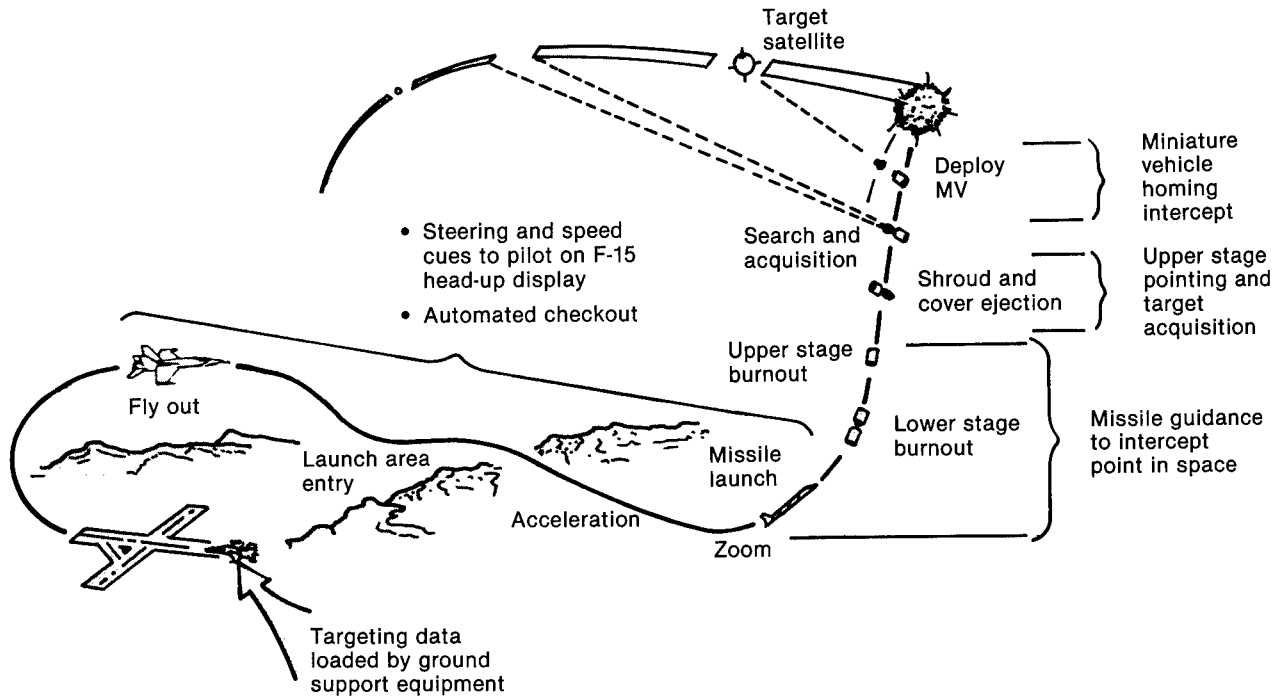 Target
satellite
Deploy
MV
Miniature
vehicle
homing
intercept
• Steering and speed
cues to pilot on F-15
head-up display
• Automated checkout
Search and
acquisition
Shroud and
cover ejection
Upper stage
pointing and
target
acquisition
Upper stage
burnout
Fly out
Lower stage
burnout
Missile guidance
to intercept
point in space
Launch area
entry
Missile
launch
Acceleration
Zoom
Targeting data
loaded by ground
support equipment